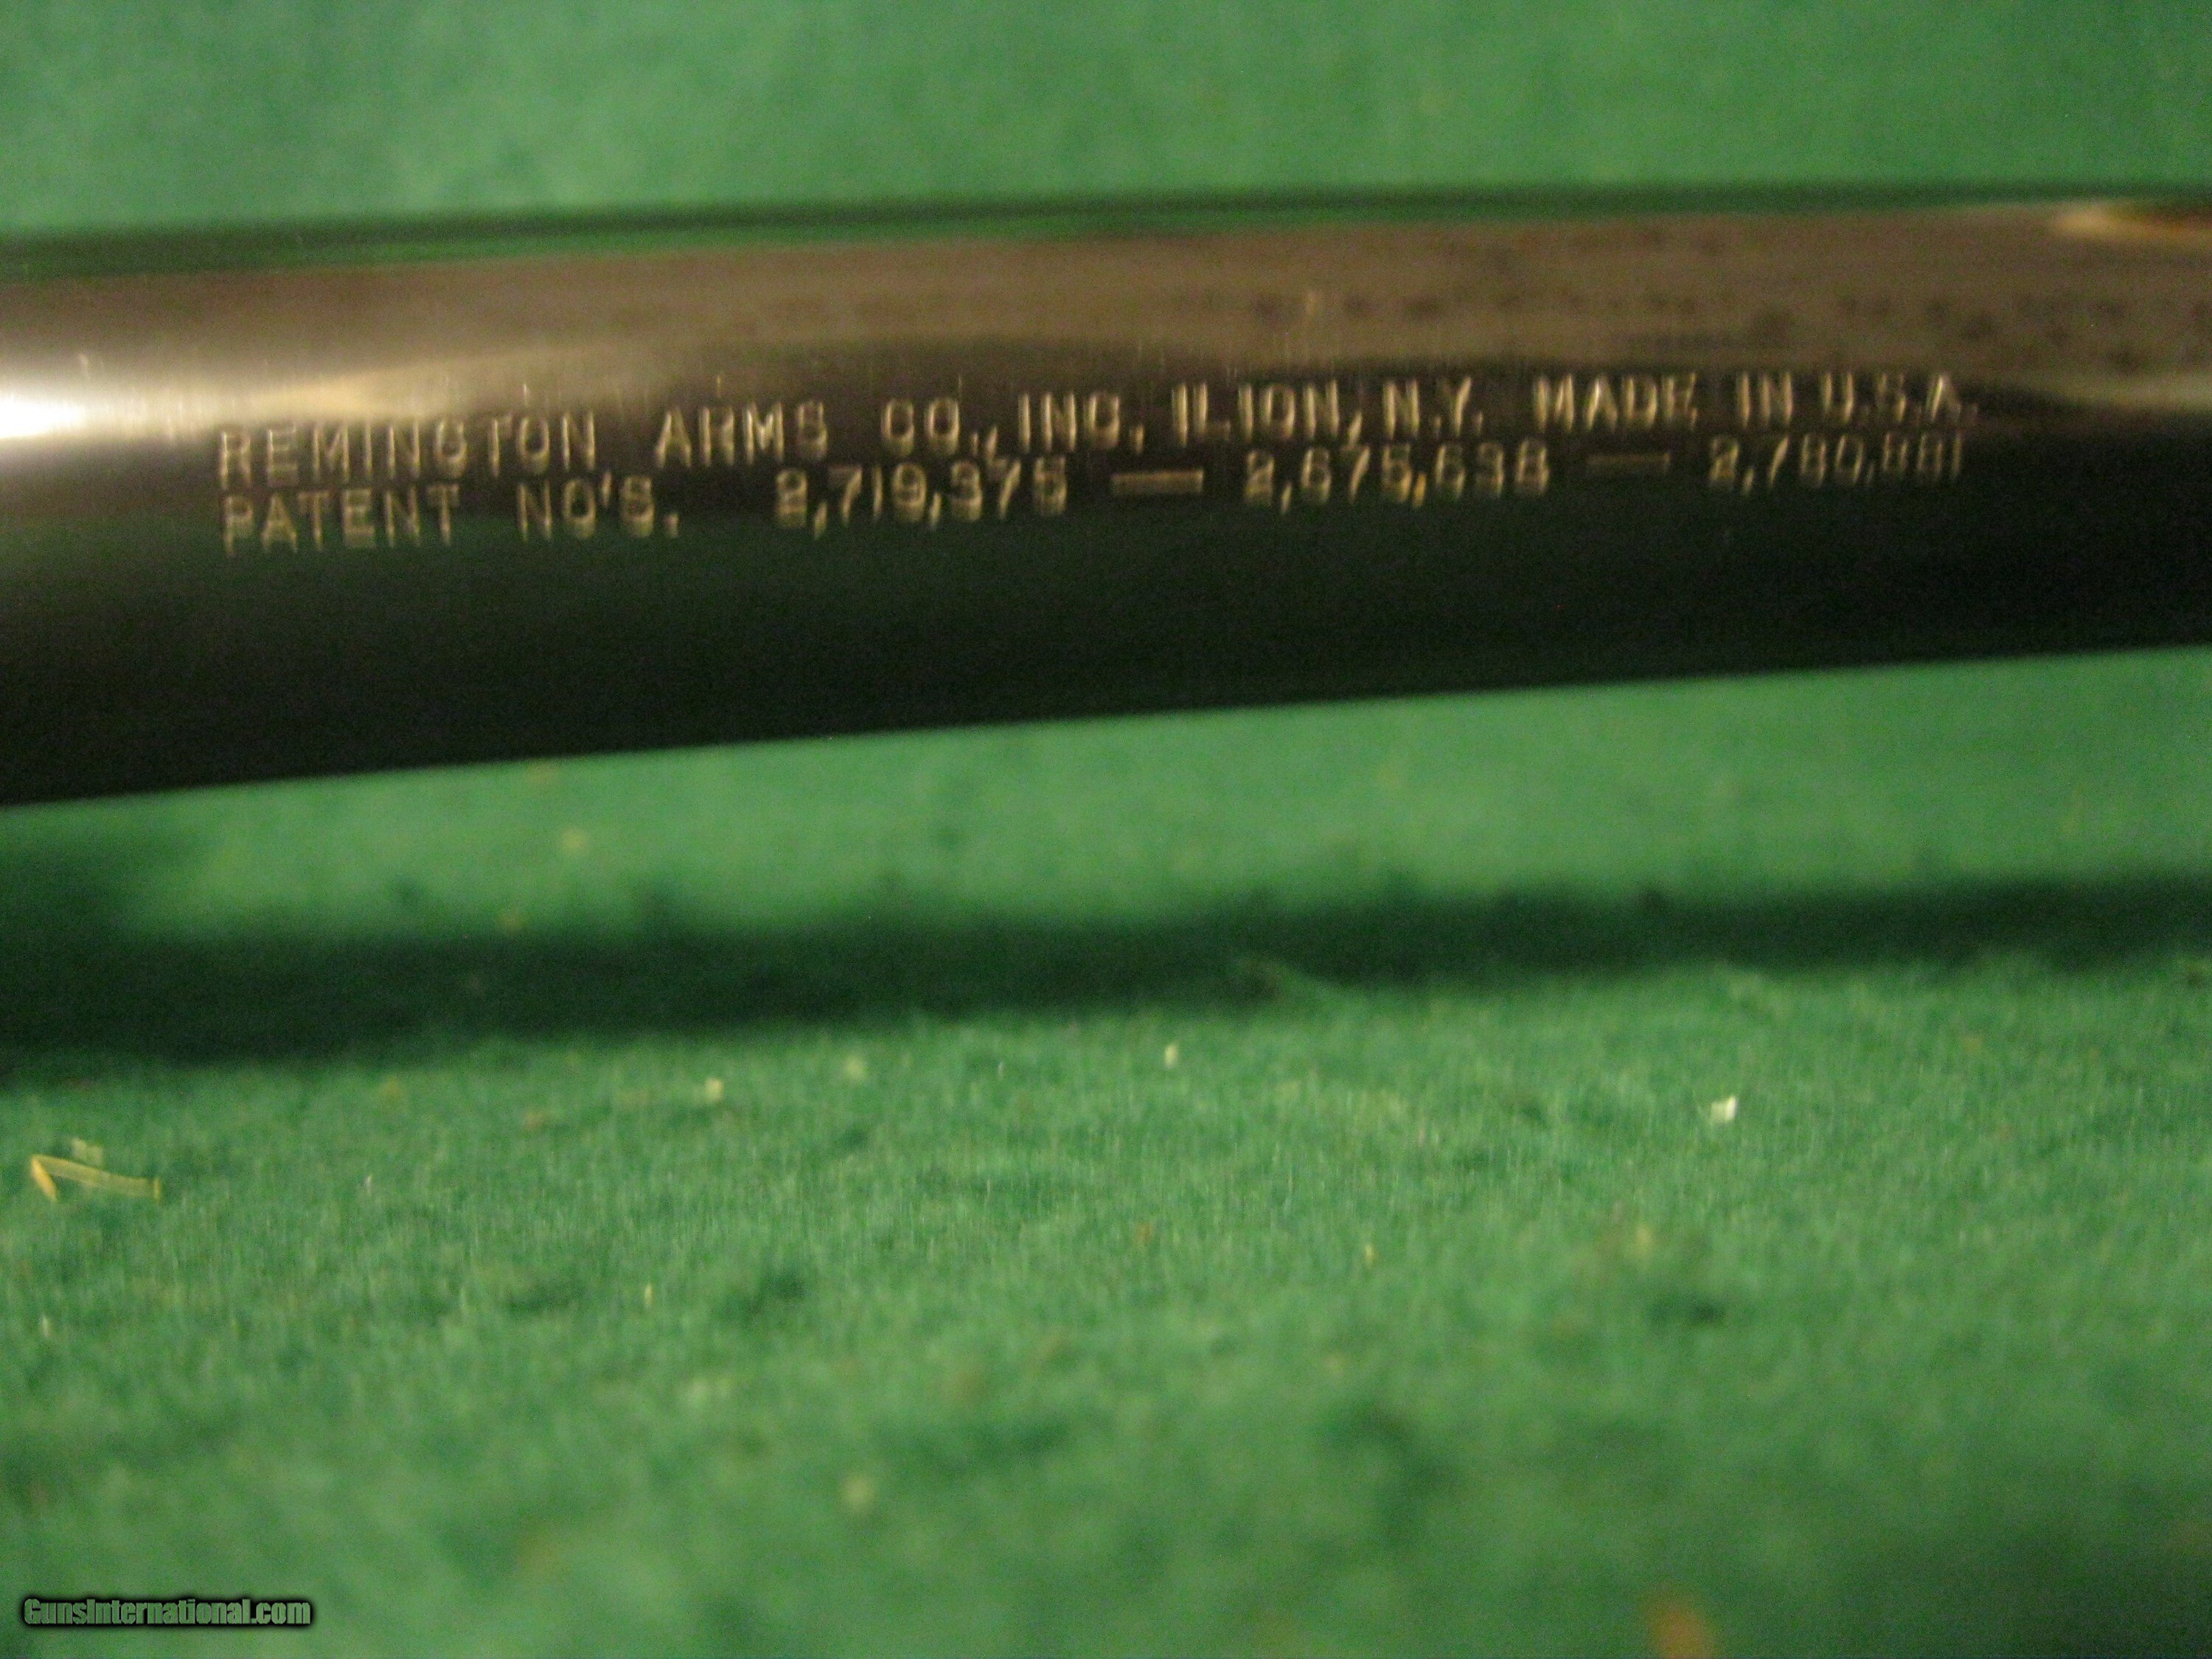 REMINGTON ARMS CO., INC, ILION, N.Y. MADE IN U.S.A.
PATENT NO'S. 2,719,375 — 2,675,638 — 2,780,881
GunsInternational.com